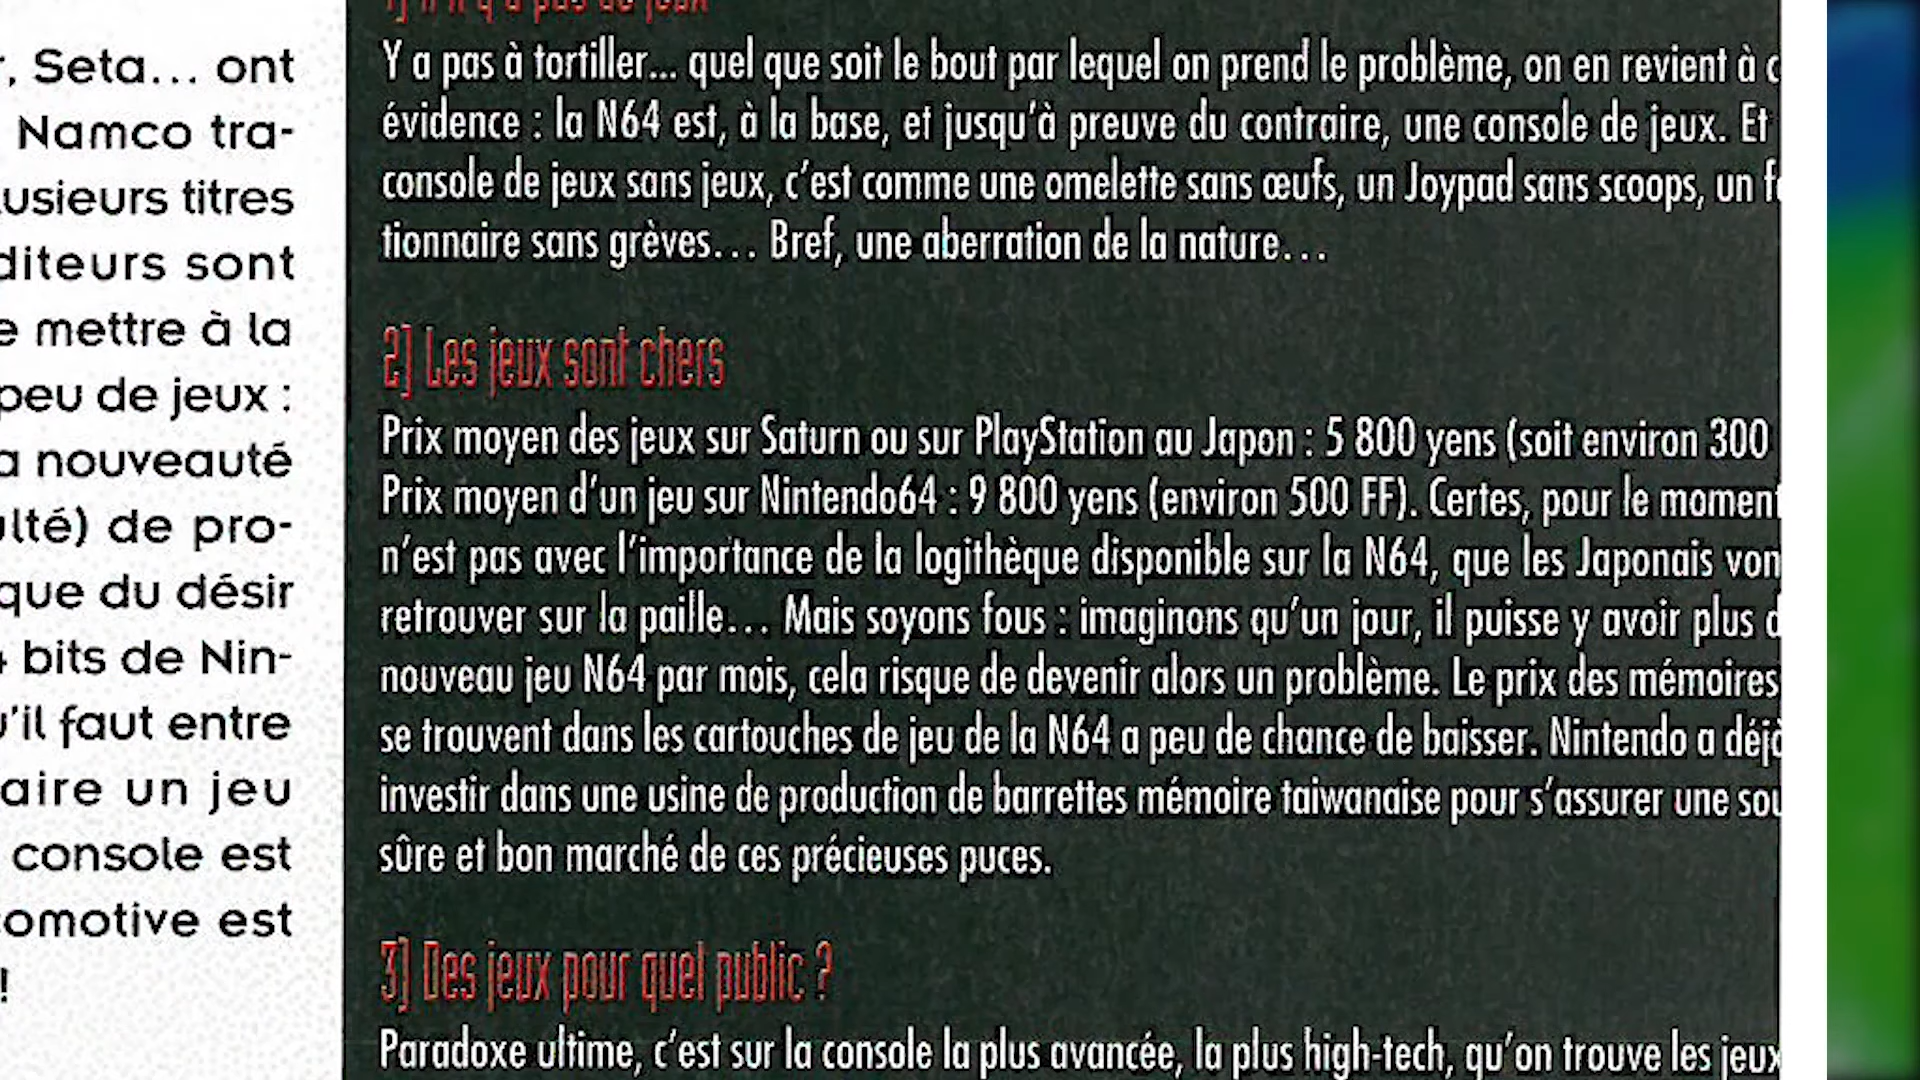 , Seta... ont
Namco tra-
usieurs titres
diteurs sont
e mettre à la
peu de jeux :
a nouveauté
ulté) de pro-
que du désir
bits de Nin-
u'il faut entre
aire un jeu
console est
comotive est
!
1] Il n'y a pas de jeux
Y a pas à tortiller... quel que soit le bout par lequel on prend le problème, on en revient à c
évidence : la N64 est, à la base, et jusqu'à preuve du contraire, une console de jeux. Et
console de jeux sans jeux, c'est comme une omelette sans œufs, un Joypad sans scoops, un fo
tionnaire sans grèves... Bref, une aberration de la nature...
2] Les jeux sont chers
Prix moyen des jeux sur Saturn ou sur PlayStation au Japon : 5 800 yens (soit environ 300
Prix moyen d'un jeu sur Nintendo64 : 9 800 yens (environ 500 FF). Certes, pour le moment
n'est pas avec l'importance de la logithèque disponible sur la N64, que les Japonais von
retrouver sur la paille... Mais soyons fous : imaginons qu'un jour, il puisse y avoir plus d
nouveau jeu N64 par mois, cela risque de devenir alors un problème. Le prix des mémoires
se trouvent dans les cartouches de jeu de la N64 a peu de chance de baisser. Nintendo a déjà
investir dans une usine de production de barrettes mémoire taiwanaise pour s'assurer une sou
sûre et bon marché de ces précieuses puces.
3] Des jeux pour quel public ?
Paradoxe ultime, c'est sur la console la plus avancée, la plus high-tech, qu'on trouve les jeux